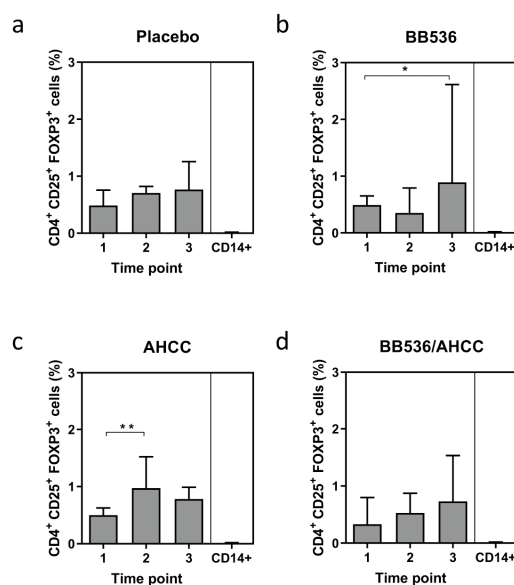 a
Placebo
CD4+ CD25+ FOXP3+ cells (%)
3
2
1
0
1 2 3 CD14+
Time point
b
BB536
CD4+ CD25+ FOXP3+ cells (%)
3
2
1
0
*
1 2 3 CD14+
Time point
c
AHCC
CD4+ CD25+ FOXP3+ cells (%)
3
2
1
0
**
1 2 3 CD14+
Time point
d
BB536/AHCC
CD4+ CD25+ FOXP3+ cells (%)
3
2
1
0
1 2 3 CD14+
Time point